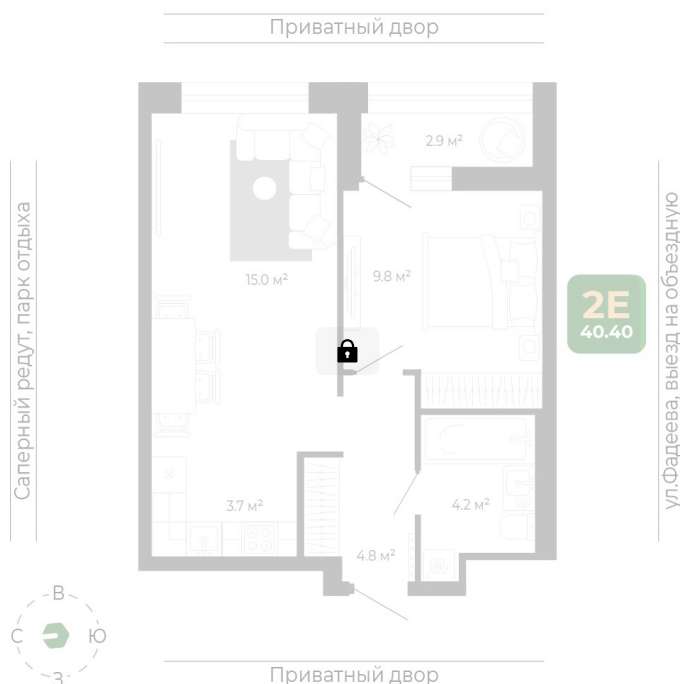 Приватный двор
2.9 м²
Саперный редут, парк отдыха
ул.Фадеева, выезд на объездную
15.0 м²
9.8 м²
2E
40.40
3.7 м²
4.2 м²
4.8 м²
В
С
Ю
З
Приватный двор